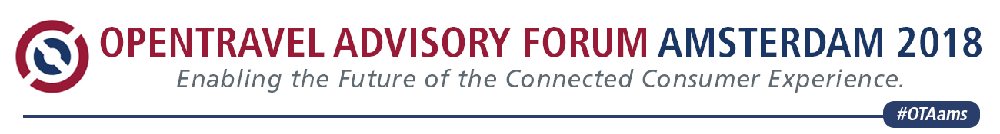 OPENTRAVEL ADVISORY FORUM AMSTERDAM 2018
Enabling the Future of the Connected Consumer Experience.
#OTAams